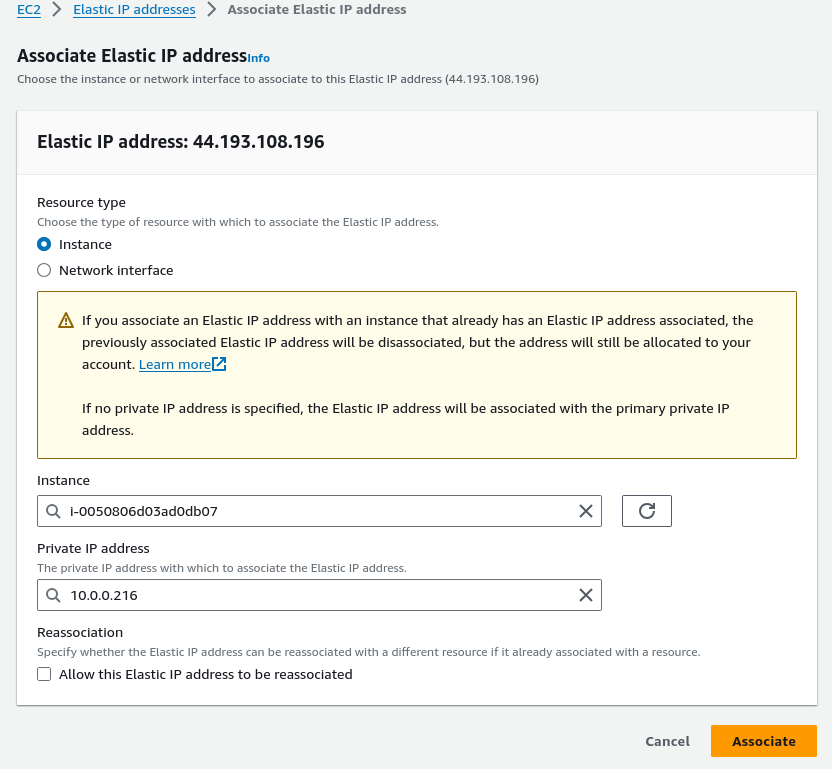 EC2 > Elastic IP addresses > Associate Elastic IP address
Associate Elastic IP address Info
Choose the instance or network interface to associate to this Elastic IP address (44.193.108.196)
Elastic IP address: 44.193.108.196
Resource type
Choose the type of resource with which to associate the Elastic IP address.
Instance
Network interface
If you associate an Elastic IP address with an instance that already has an Elastic IP address associated, the
previously associated Elastic IP address will be disassociated, but the address will still be allocated to your
account. Learn more
If no private IP address is specified, the Elastic IP address will be associated with the primary private IP
address.
Instance
i-0050806d03ad0db07
Private IP address
The private IP address with which to associate the Elastic IP address.
10.0.0.216
Reassociation
Specify whether the Elastic IP address can be reassociated with a different resource if it already associated with a resource.
Allow this Elastic IP address to be reassociated
Cancel
Associate